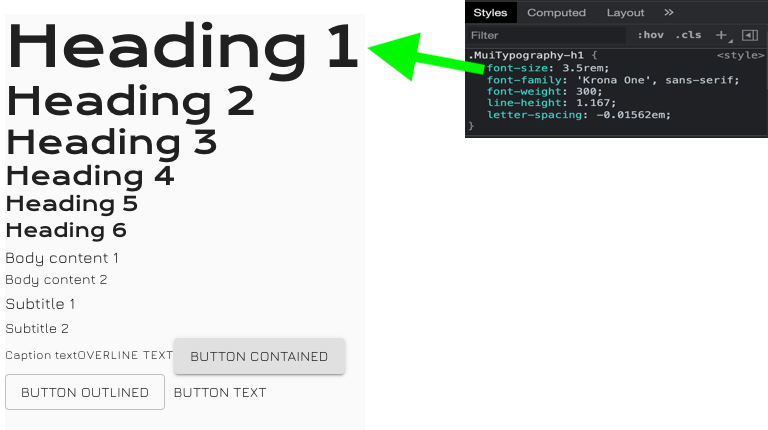 Heading 1
Heading 2
Heading 3
Heading 4
Heading 5
Heading 6
Body content 1
Body content 2
Subtitle 1
Subtitle 2
Caption textOVERLINE TEXT BUTTON CONTAINED
BUTTON OUTLINED BUTTON TEXT
Styles Computed Layout »
Filter :hov .cls +
.MuiTypography-h1 { <style>
font-size: 3.5rem;
font-family: 'Krona One', sans-serif;
font-weight: 300;
line-height: 1.167;
letter-spacing: -0.01562em;
}